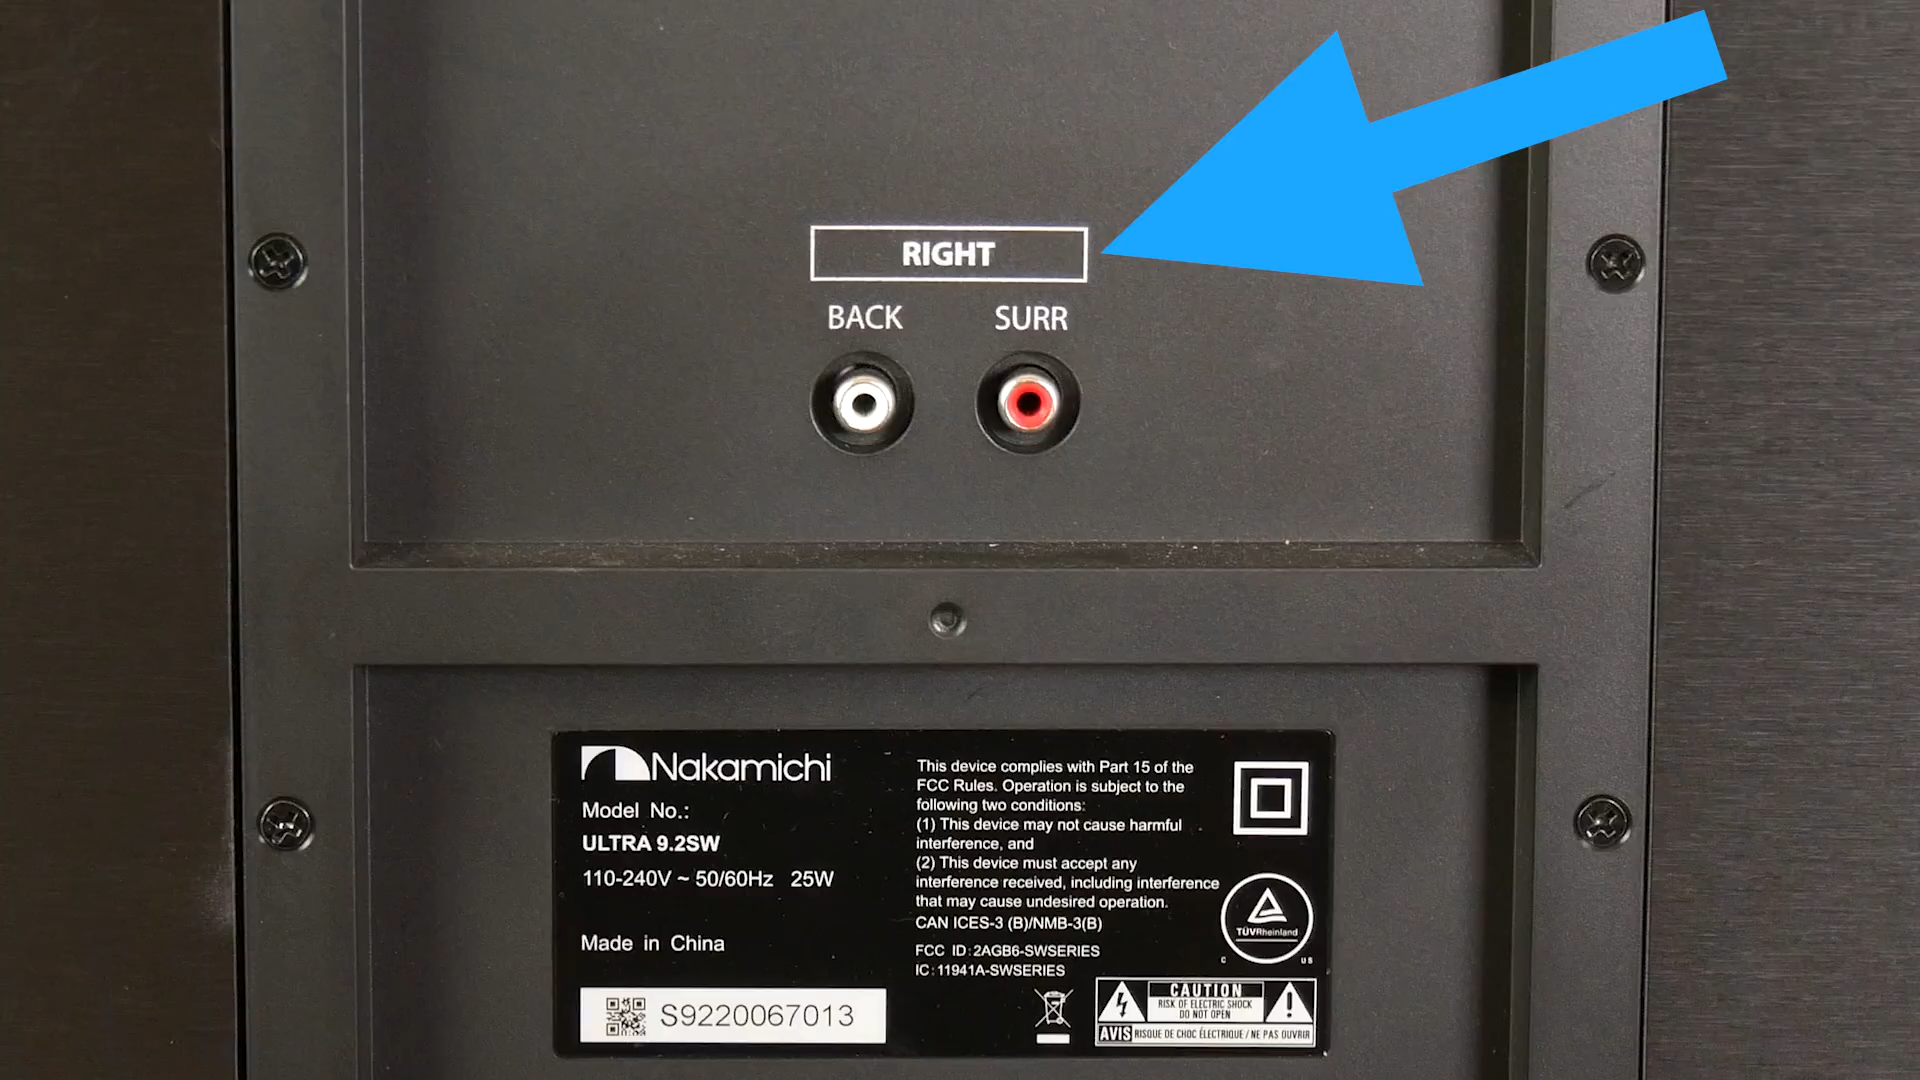 RIGHT
BACK SURR
Nakamichi
Model No.:
ULTRA 9.2SW
110-240V ~ 50/60Hz 25W
Made in China
S9220067013
This device complies with Part 15 of the
FCC Rules. Operation is subject to the
following two conditions:
(1) This device may not cause harmful
interference, and
(2) This device must accept any
interference received, including interference
that may cause undesired operation.
CAN ICES-3 (B)/NMB-3(B)
FCC ID:2AGB6-SWSERIES
IC:11941A-SWSERIES
TÜVRheinland
C US
CAUTION
RISK OF ELECTRIC SHOCK
DO NOT OPEN
AVIS RISQUE DE CHOC ÉLECTRIQUE / NE PAS OUVRIR